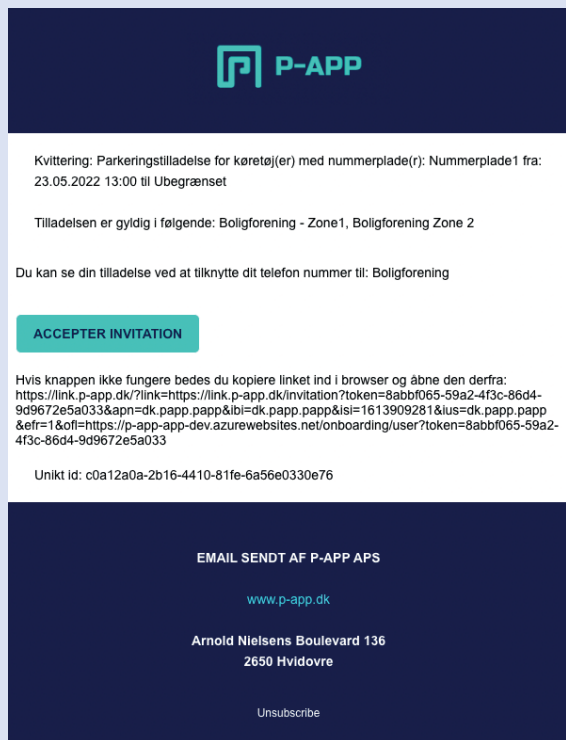 P-APP
Kvittering: Parkeringstilladelse for køretøj(er) med nummerplade(r): Nummerplade1 fra:
23.05.2022 13:00 til Ubegrænset
Tilladelsen er gyldig i følgende: Boligforening - Zone1, Boligforening Zone 2
Du kan se din tilladelse ved at tilknytte dit telefon nummer til: Boligforening
ACCEPTER INVITATION
Hvis knappen ikke fungere bedes du kopiere linket ind i browser og åbne den derfra:
https://link.p-app.dk/?link=https://link.p-app.dk/invitation?token=8abbf065-59a2-4f3c-86d4-
9d9672e5a033&apn=dk.papp.papp&ibi=dk.papp.papp&isi=1613909281&ius=dk.papp.papp
&efr=1&ofl=https://p-app-app-dev.azurewebsites.net/onboarding/user?token=8abbf065-59a2-
4f3c-86d4-9d9672e5a033
Unikt id: c0a12a0a-2b16-4410-81fe-6a56e0330e76
EMAIL SENDT AF P-APP APS
www.p-app.dk
Arnold Nielsens Boulevard 136
2650 Hvidovre
Unsubscribe